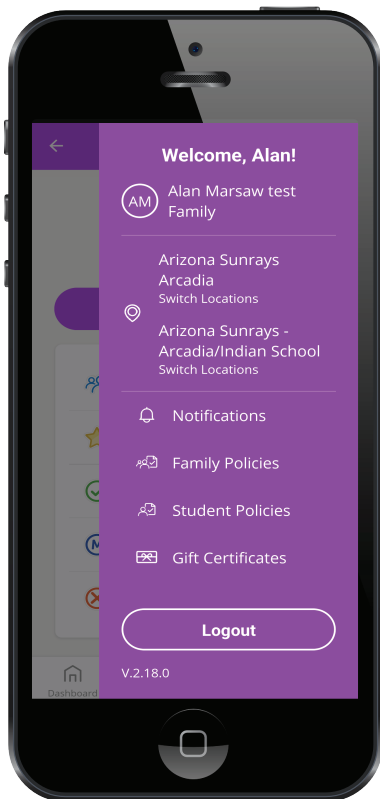 Welcome, Alan!
AM
Alan Marsaw test
Family
Arizona Sunrays
Arcadia
Switch Locations
Arizona Sunrays -
Arcadia/Indian School
Switch Locations
Notifications
Family Policies
Student Policies
Gift Certificates
Logout
V.2.18.0
Dashboard